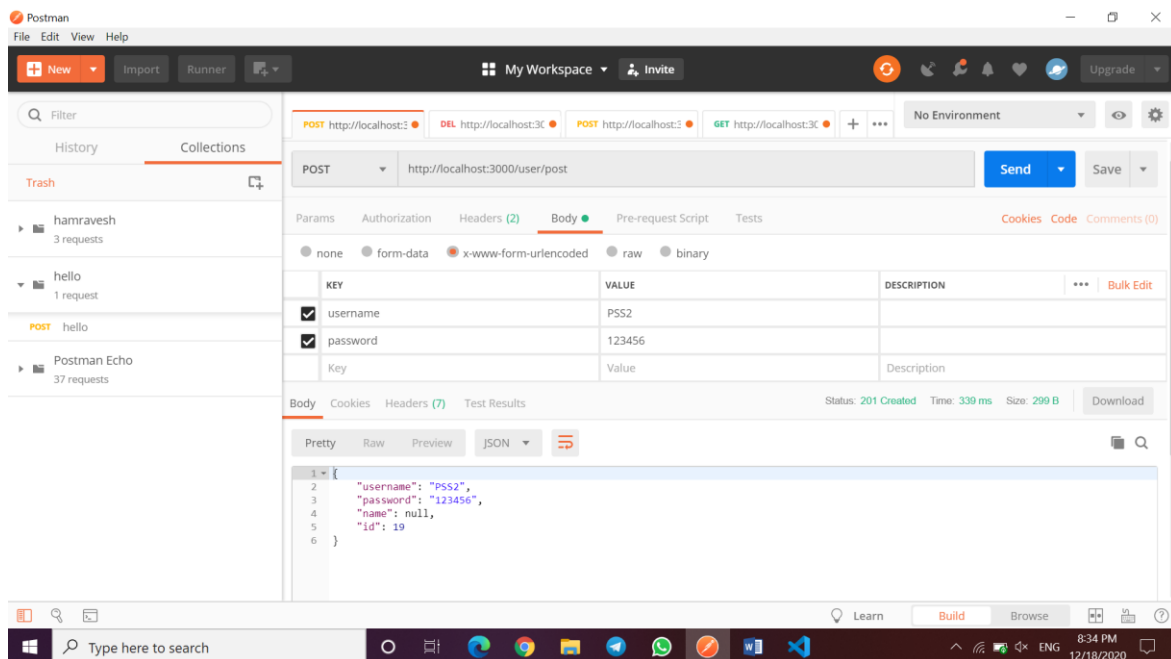 Postman
File Edit View Help
New Import Runner My Workspace Invite Upgrade
Filter
History Collections
Trash
hamravesh
3 requests
hello
1 request
POST hello
Postman Echo
37 requests
POST http://localhost:3 DEL http://localhost:30 POST http://localhost:3 GET http://localhost:30 + ••• No Environment
POST http://localhost:3000/user/post Send Save
Params Authorization Headers (2) Body Pre-request Script Tests Cookies Code Comments (0)
none form-data x-www-form-urlencoded raw binary
KEY VALUE DESCRIPTION ••• Bulk Edit
username PSS2
password 123456
Key Value Description
Body Cookies Headers (7) Test Results Status: 201 Created Time: 339 ms Size: 299 B Download
Pretty Raw Preview JSON
1 {
2 "username": "PSS2",
3 "password": "123456",
4 "name": null,
5 "id": 19
6 }
Learn Build Browse
Type here to search ENG 8:34 PM
12/18/2020